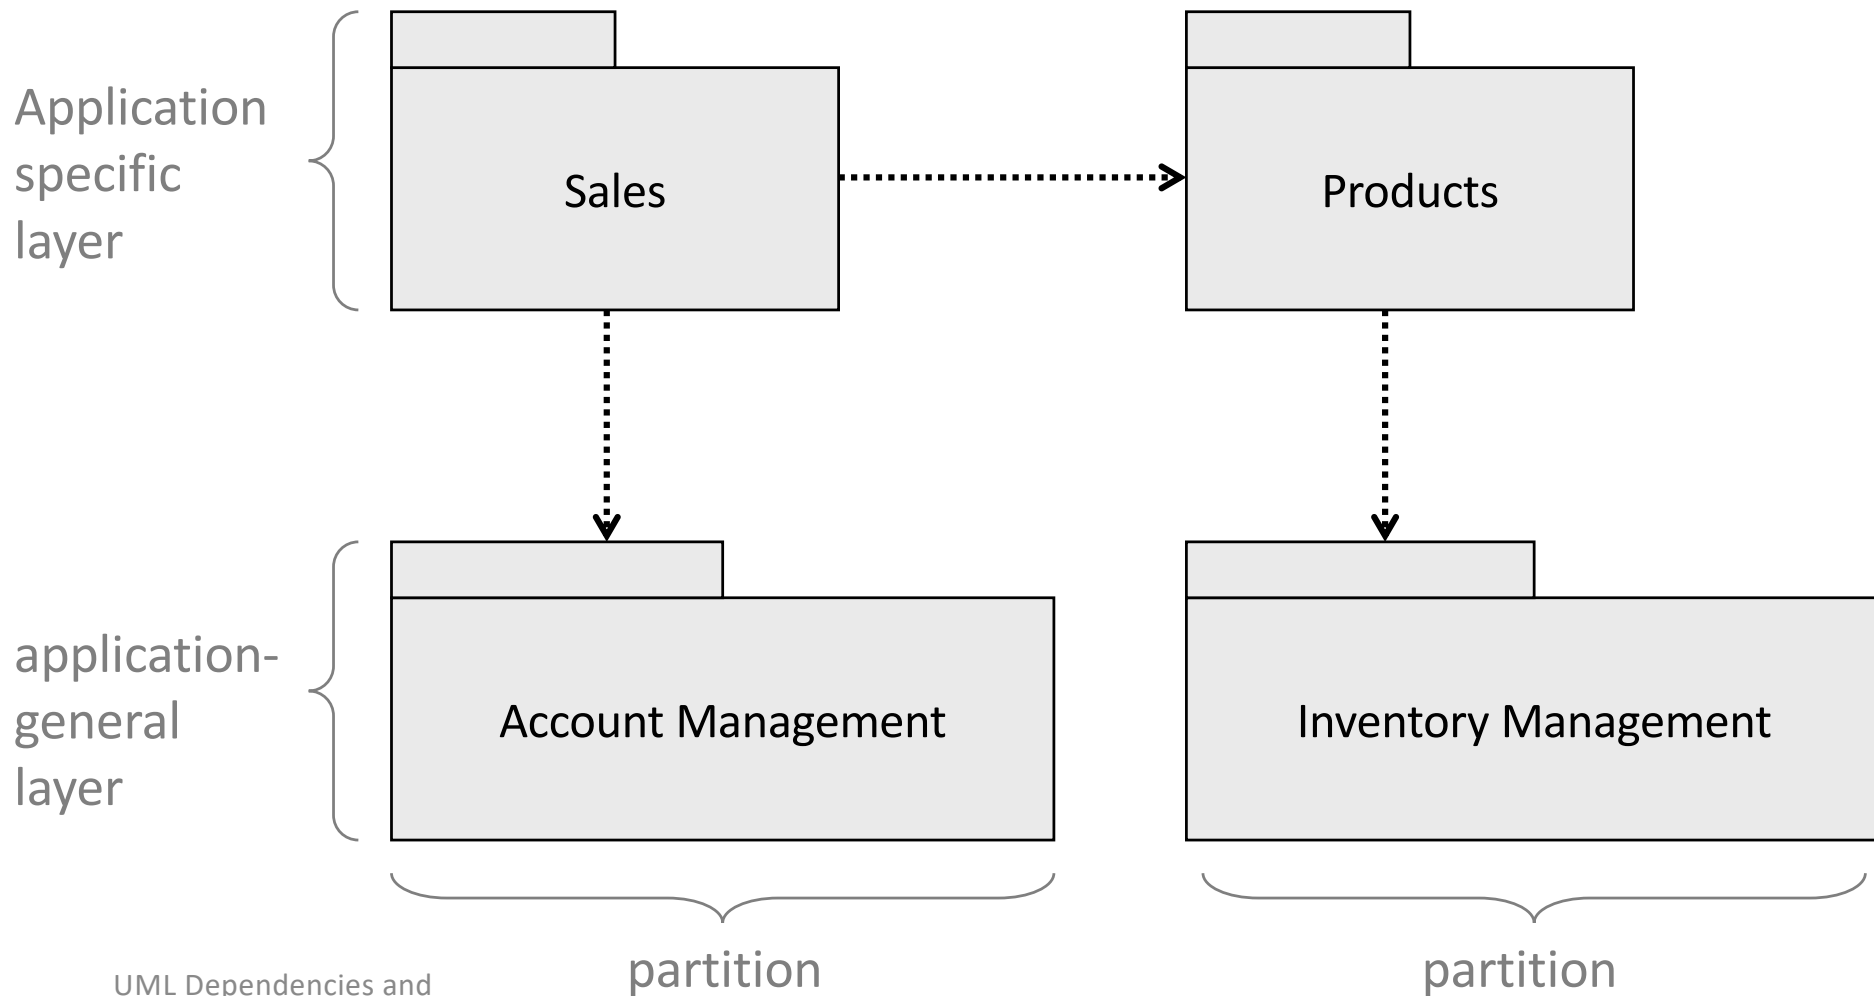 Application
specific
layer
Sales
Products
application-
general
layer
Account Management
Inventory Management
partition
partition
UML Dependencies and